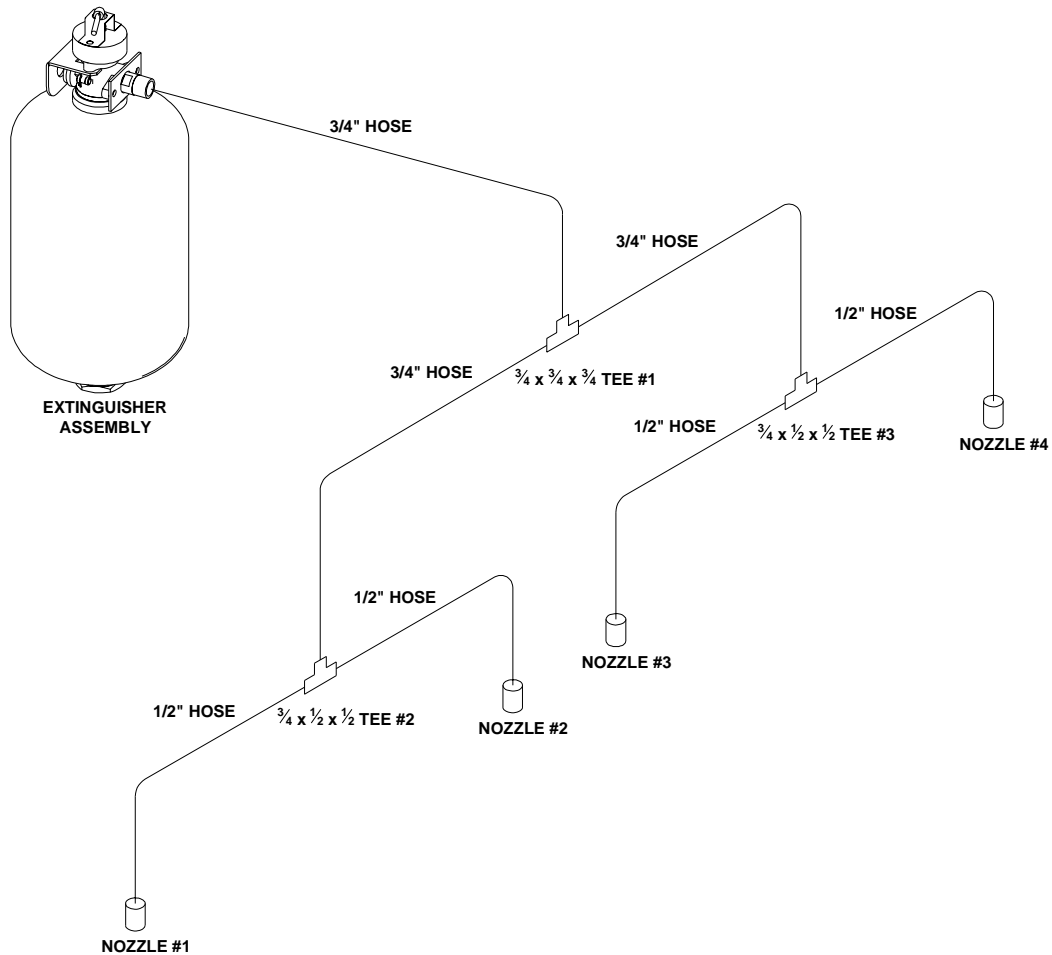 3/4" HOSE
3/4" HOSE
1/2" HOSE
3/4" HOSE
¾ x ¾ x ¾ TEE #1
EXTINGUISHER
ASSEMBLY
1/2" HOSE
¾ x ½ x ½ TEE #3
NOZZLE #4
1/2" HOSE
NOZZLE #3
1/2" HOSE
¾ x ½ x ½ TEE #2
NOZZLE #2
NOZZLE #1